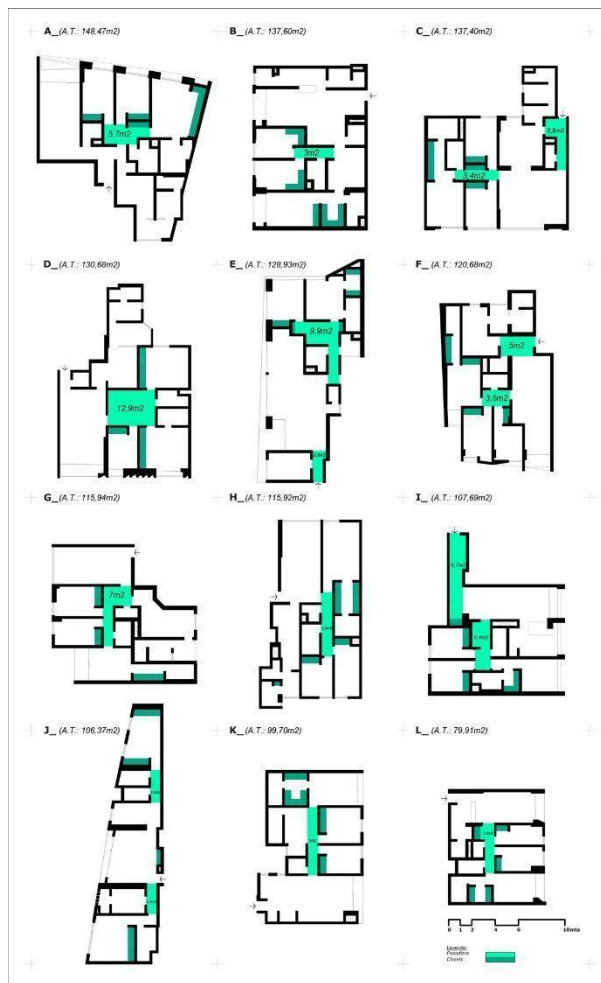 A_ (A.T.: 148,47m2)
B_ (A.T.: 137,60m2)
C_ (A.T.: 137,40m2)
5,7m2
3m2
5,8m2
3,4m2
D_ (A.T.: 130,68m2)
E_ (A.T.: 128,93m2)
F_ (A.T.: 120,68m2)
12,9m2
9,9m2
5m2
3,5m2
G_ (A.T.: 115,94m2)
H_ (A.T.: 115,92m2)
I_ (A.T.: 107,69m2)
7m2
J_ (A.T.: 106,37m2)
K_ (A.T.: 99,70m2)
L_ (A.T.: 79,91m2)
0 1 2 4 6 10mts
Pasadizo
Closets